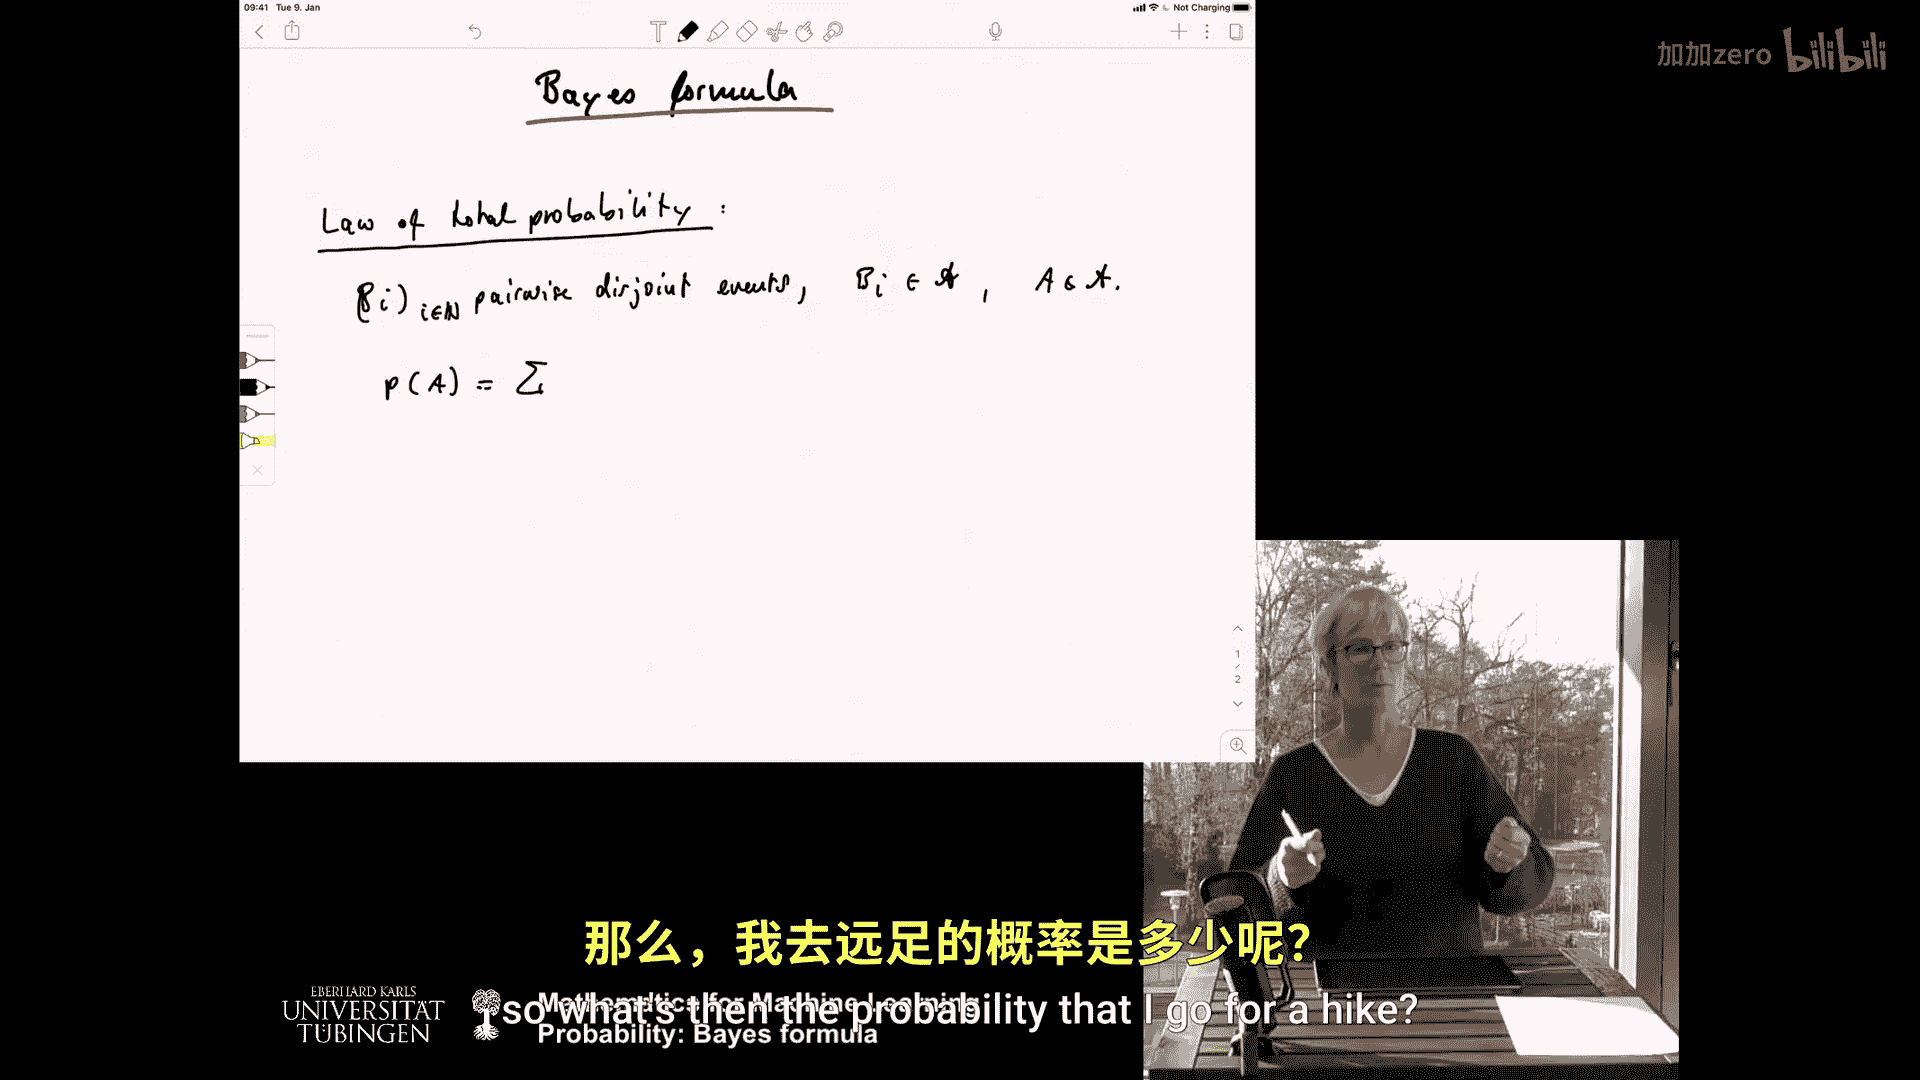 09:41 Tue 9. Jan
Not Charging
加加zero bilibili
Bayes formula
Law of total probability :
(Bi) i∈ℕ pairwise disjoint events, Bi ∈ 𝒜 , A ∈ 𝒜.
P(A) = Σ
1
/
2
那么，我去远足的概率是多少呢？
so what's then the probability that I go for a hike?
EBERHARD KARLS
UNIVERSITÄT
TÜBINGEN
Mathematics for Machine Learning
Probability: Bayes formula